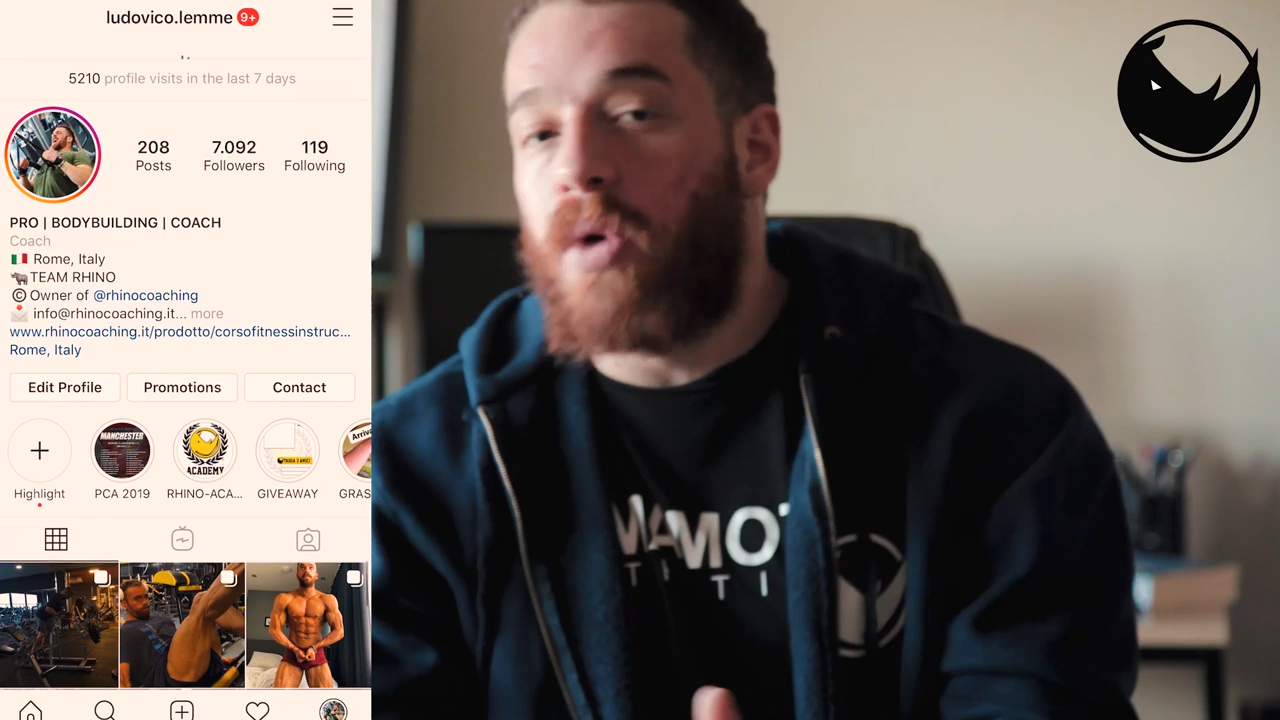 ludovico.lemme 9+
5210 profile visits in the last 7 days
208 7.092 119
Posts Followers Following
PRO | BODYBUILDING | COACH
Coach
Rome, Italy
TEAM RHINO
© Owner of @rhinocoaching
info@rhinocoaching.it... more
www.rhinocoaching.it/prodotto/corsofitnessinstruc...
Rome, Italy
Edit Profile Promotions Contact
MANCHESTER
ACADEMY
Highlight PCA 2019 RHINO-ACA... GIVEAWAY GRAS
MAMOT